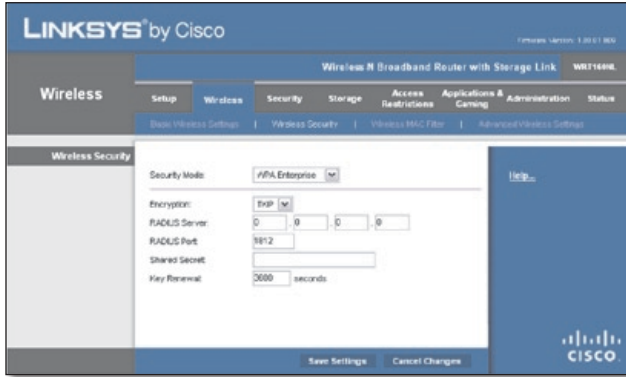 LINKSYS by Cisco
Wireless N Broadband Router with Storage Link WRT160NL
Wireless
Setup Wireless Security Storage Access Restrictions Applications & Gaming Administration Status
Basic Wireless Settings | Wireless Security | Wireless MAC Filter | Advanced Wireless Settings
Wireless Security
Security Mode: WPA Enterprise
Help...
Encryption: TKIP
RADIUS Server: 0 . 0 . 0 . 0
RADIUS Port: 1812
Shared Secret:
Key Renewal: 3600 seconds
Save Settings Cancel Changes
CISCO